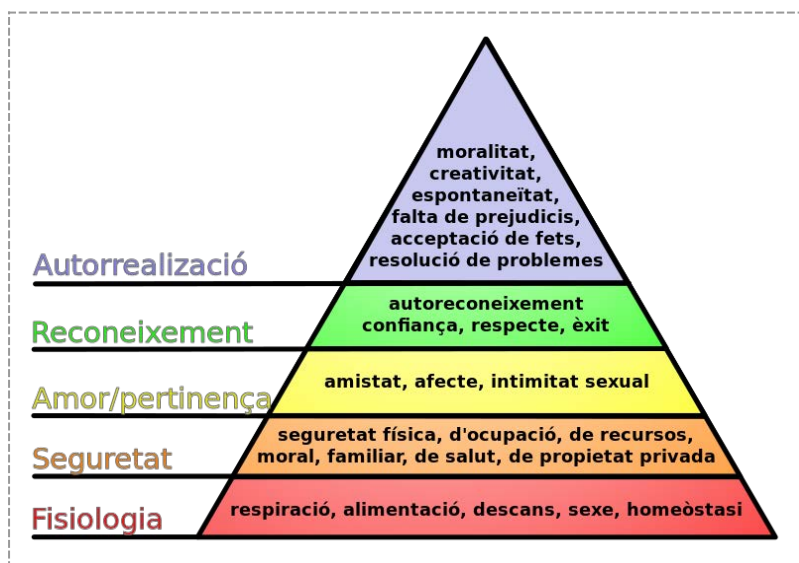 moralitat,
creativitat,
espontaneïtat,
falta de prejudicis,
acceptació de fets,
resolució de problemes
Autorrealizació
autoreconeixement
confiança, respecte, èxit
Reconeixement
amistat, afecte, intimitat sexual
Amor/pertinença
seguretat física, d'ocupació, de recursos,
moral, familiar, de salut, de propietat privada
Seguretat
respiració, alimentació, descans, sexe, homeòstasi
Fisiologia